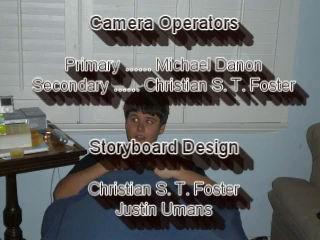 Camera Operators
Primary ...... Michael Danon
Secondary ...... Christian S. T. Foster
Storyboard Design
Christian S. T. Foster
Justin Umans